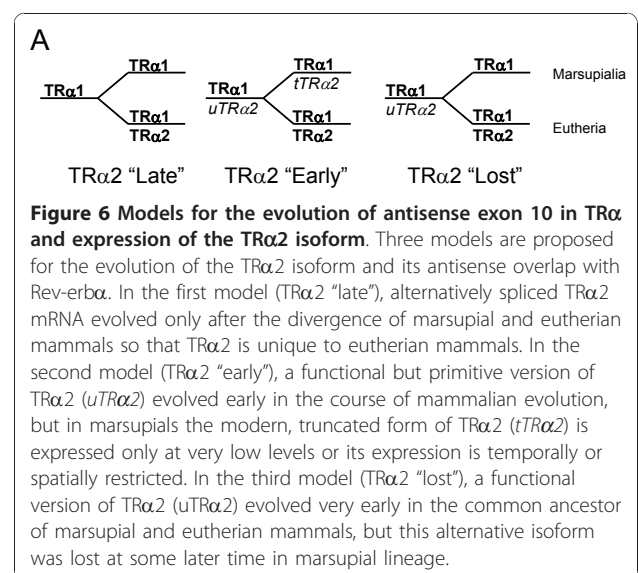 A
TRα1 TRα1 Marsupialia
TRα1
TRα2 Eutheria
TRα2 "Late"
TRα1 uTRα2 TRα1 tTRα2
TRα1
TRα2
TRα2 "Early"
TRα1 uTRα2 TRα1
TRα1
TRα2
TRα2 "Lost"
Figure 6 Models for the evolution of antisense exon 10 in TRα
and expression of the TRα2 isoform. Three models are proposed
for the evolution of the TRα2 isoform and its antisense overlap with
Rev-erbα. In the first model (TRα2 "late"), alternatively spliced TRα2
mRNA evolved only after the divergence of marsupial and eutherian
mammals so that TRα2 is unique to eutherian mammals. In the
second model (TRα2 "early"), a functional but primitive version of
TRα2 (uTRα2) evolved early in the course of mammalian evolution,
but in marsupials the modern, truncated form of TRα2 (tTRα2) is
expressed only at very low levels or its expression is temporally or
spatially restricted. In the third model (TRα2 "lost"), a functional
version of TRα2 (uTRα2) evolved very early in the common ancestor
of marsupial and eutherian mammals, but this alternative isoform
was lost at some later time in marsupial lineage.